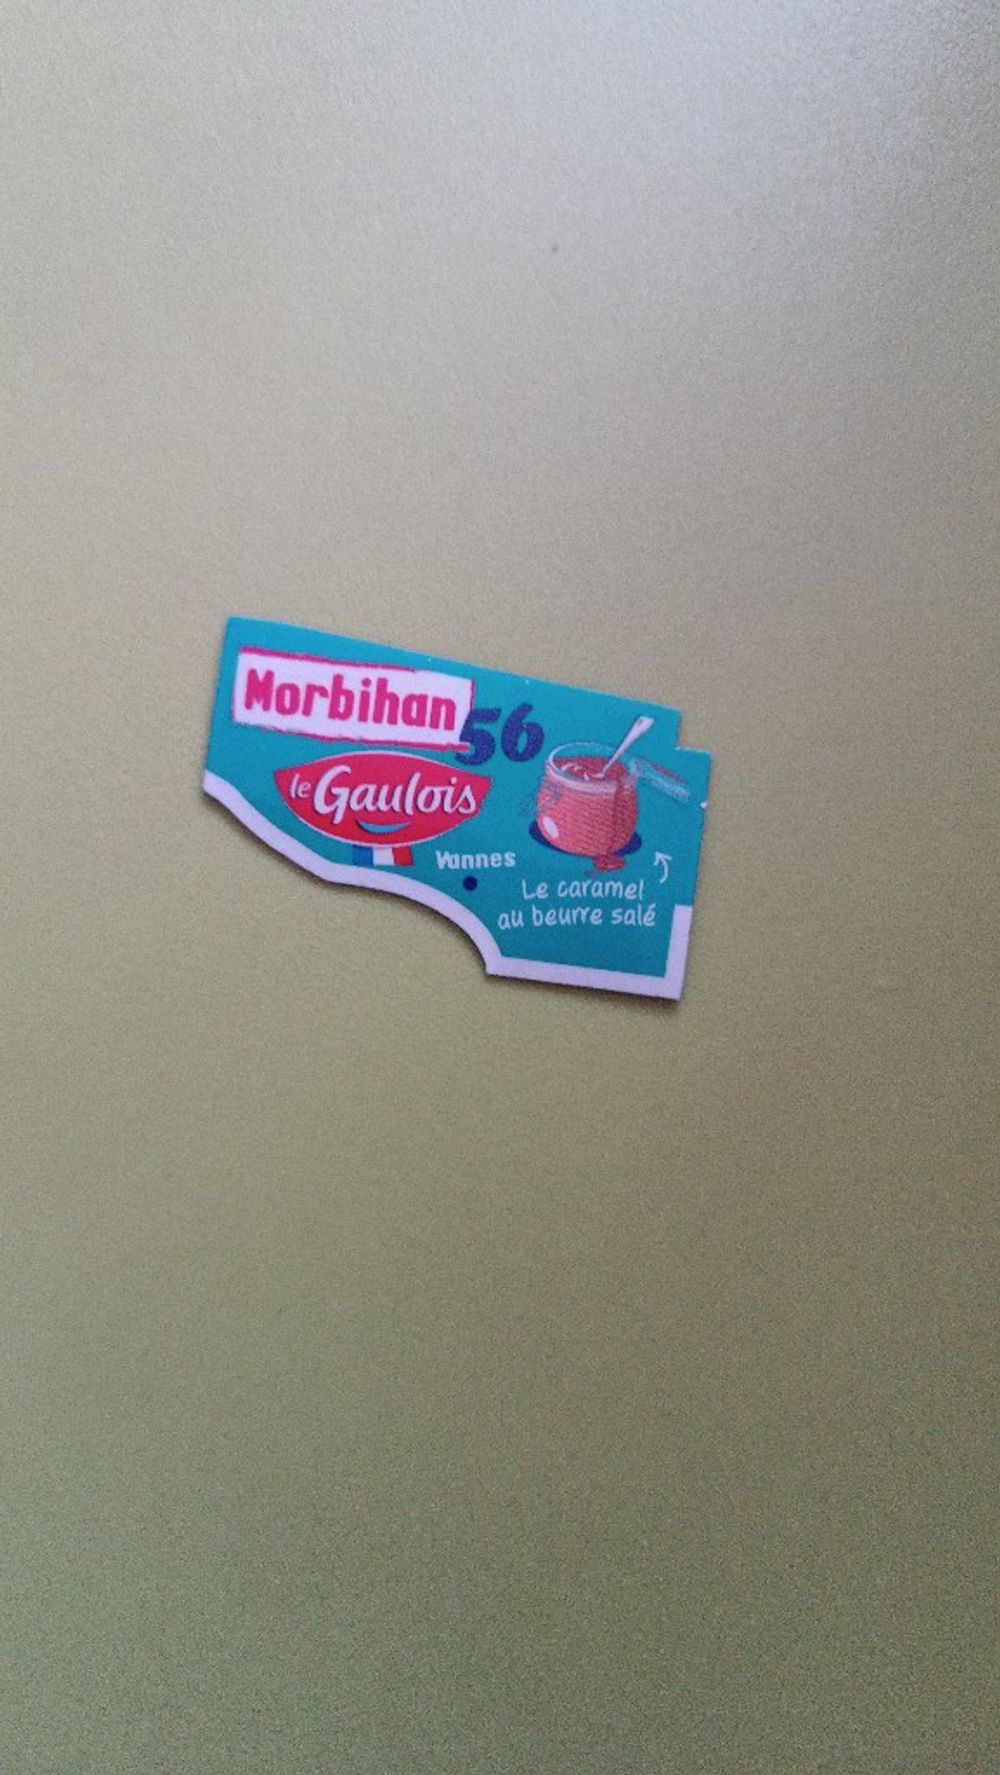 Morbihan
56
le Gaulois
Vannes
Le caramel
au beurre salé